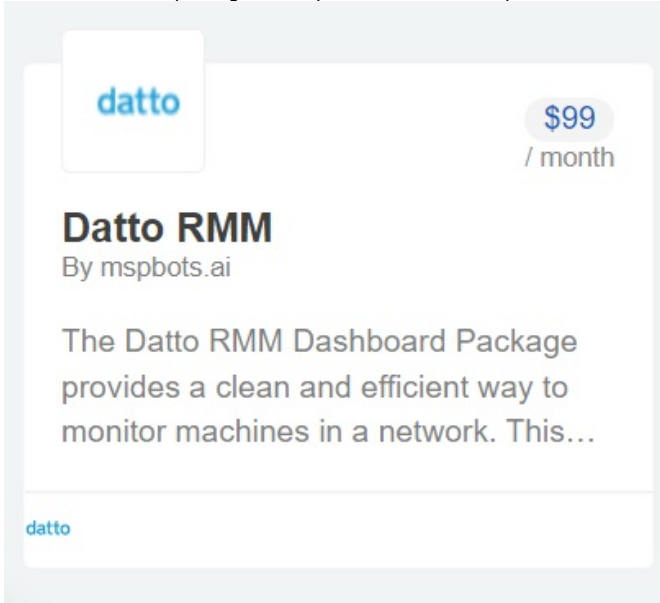 datto
$99
/ month
Datto RMM
By mspbots.ai
The Datto RMM Dashboard Package
provides a clean and efficient way to
monitor machines in a network. This...
datto